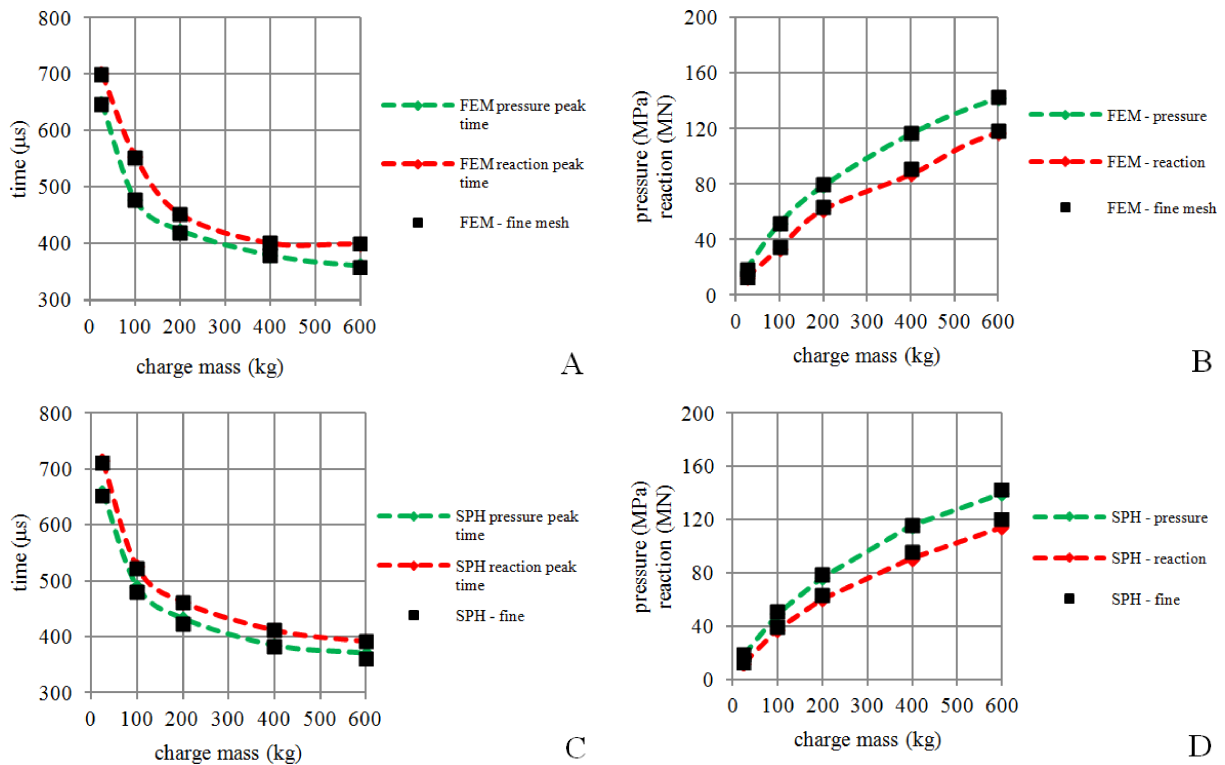 800
700
600
500
400
300
time (µs)
0 100 200 300 400 500 600
charge mass (kg)
FEM pressure peak
time
FEM reaction peak
time
FEM - fine mesh
A
200
160
120
80
40
0
pressure (MPa)
reaction (MN)
0 100 200 300 400 500 600
charge mass (kg)
FEM - pressure
FEM - reaction
FEM - fine mesh
B
800
700
600
500
400
300
time (µs)
0 100 200 300 400 500 600
charge mass (kg)
SPH pressure peak
time
SPH reaction peak
time
SPH - fine
C
200
160
120
80
40
0
pressure (MPa)
reaction (MN)
0 100 200 300 400 500 600
charge mass (kg)
SPH - pressure
SPH - reaction
SPH - fine
D